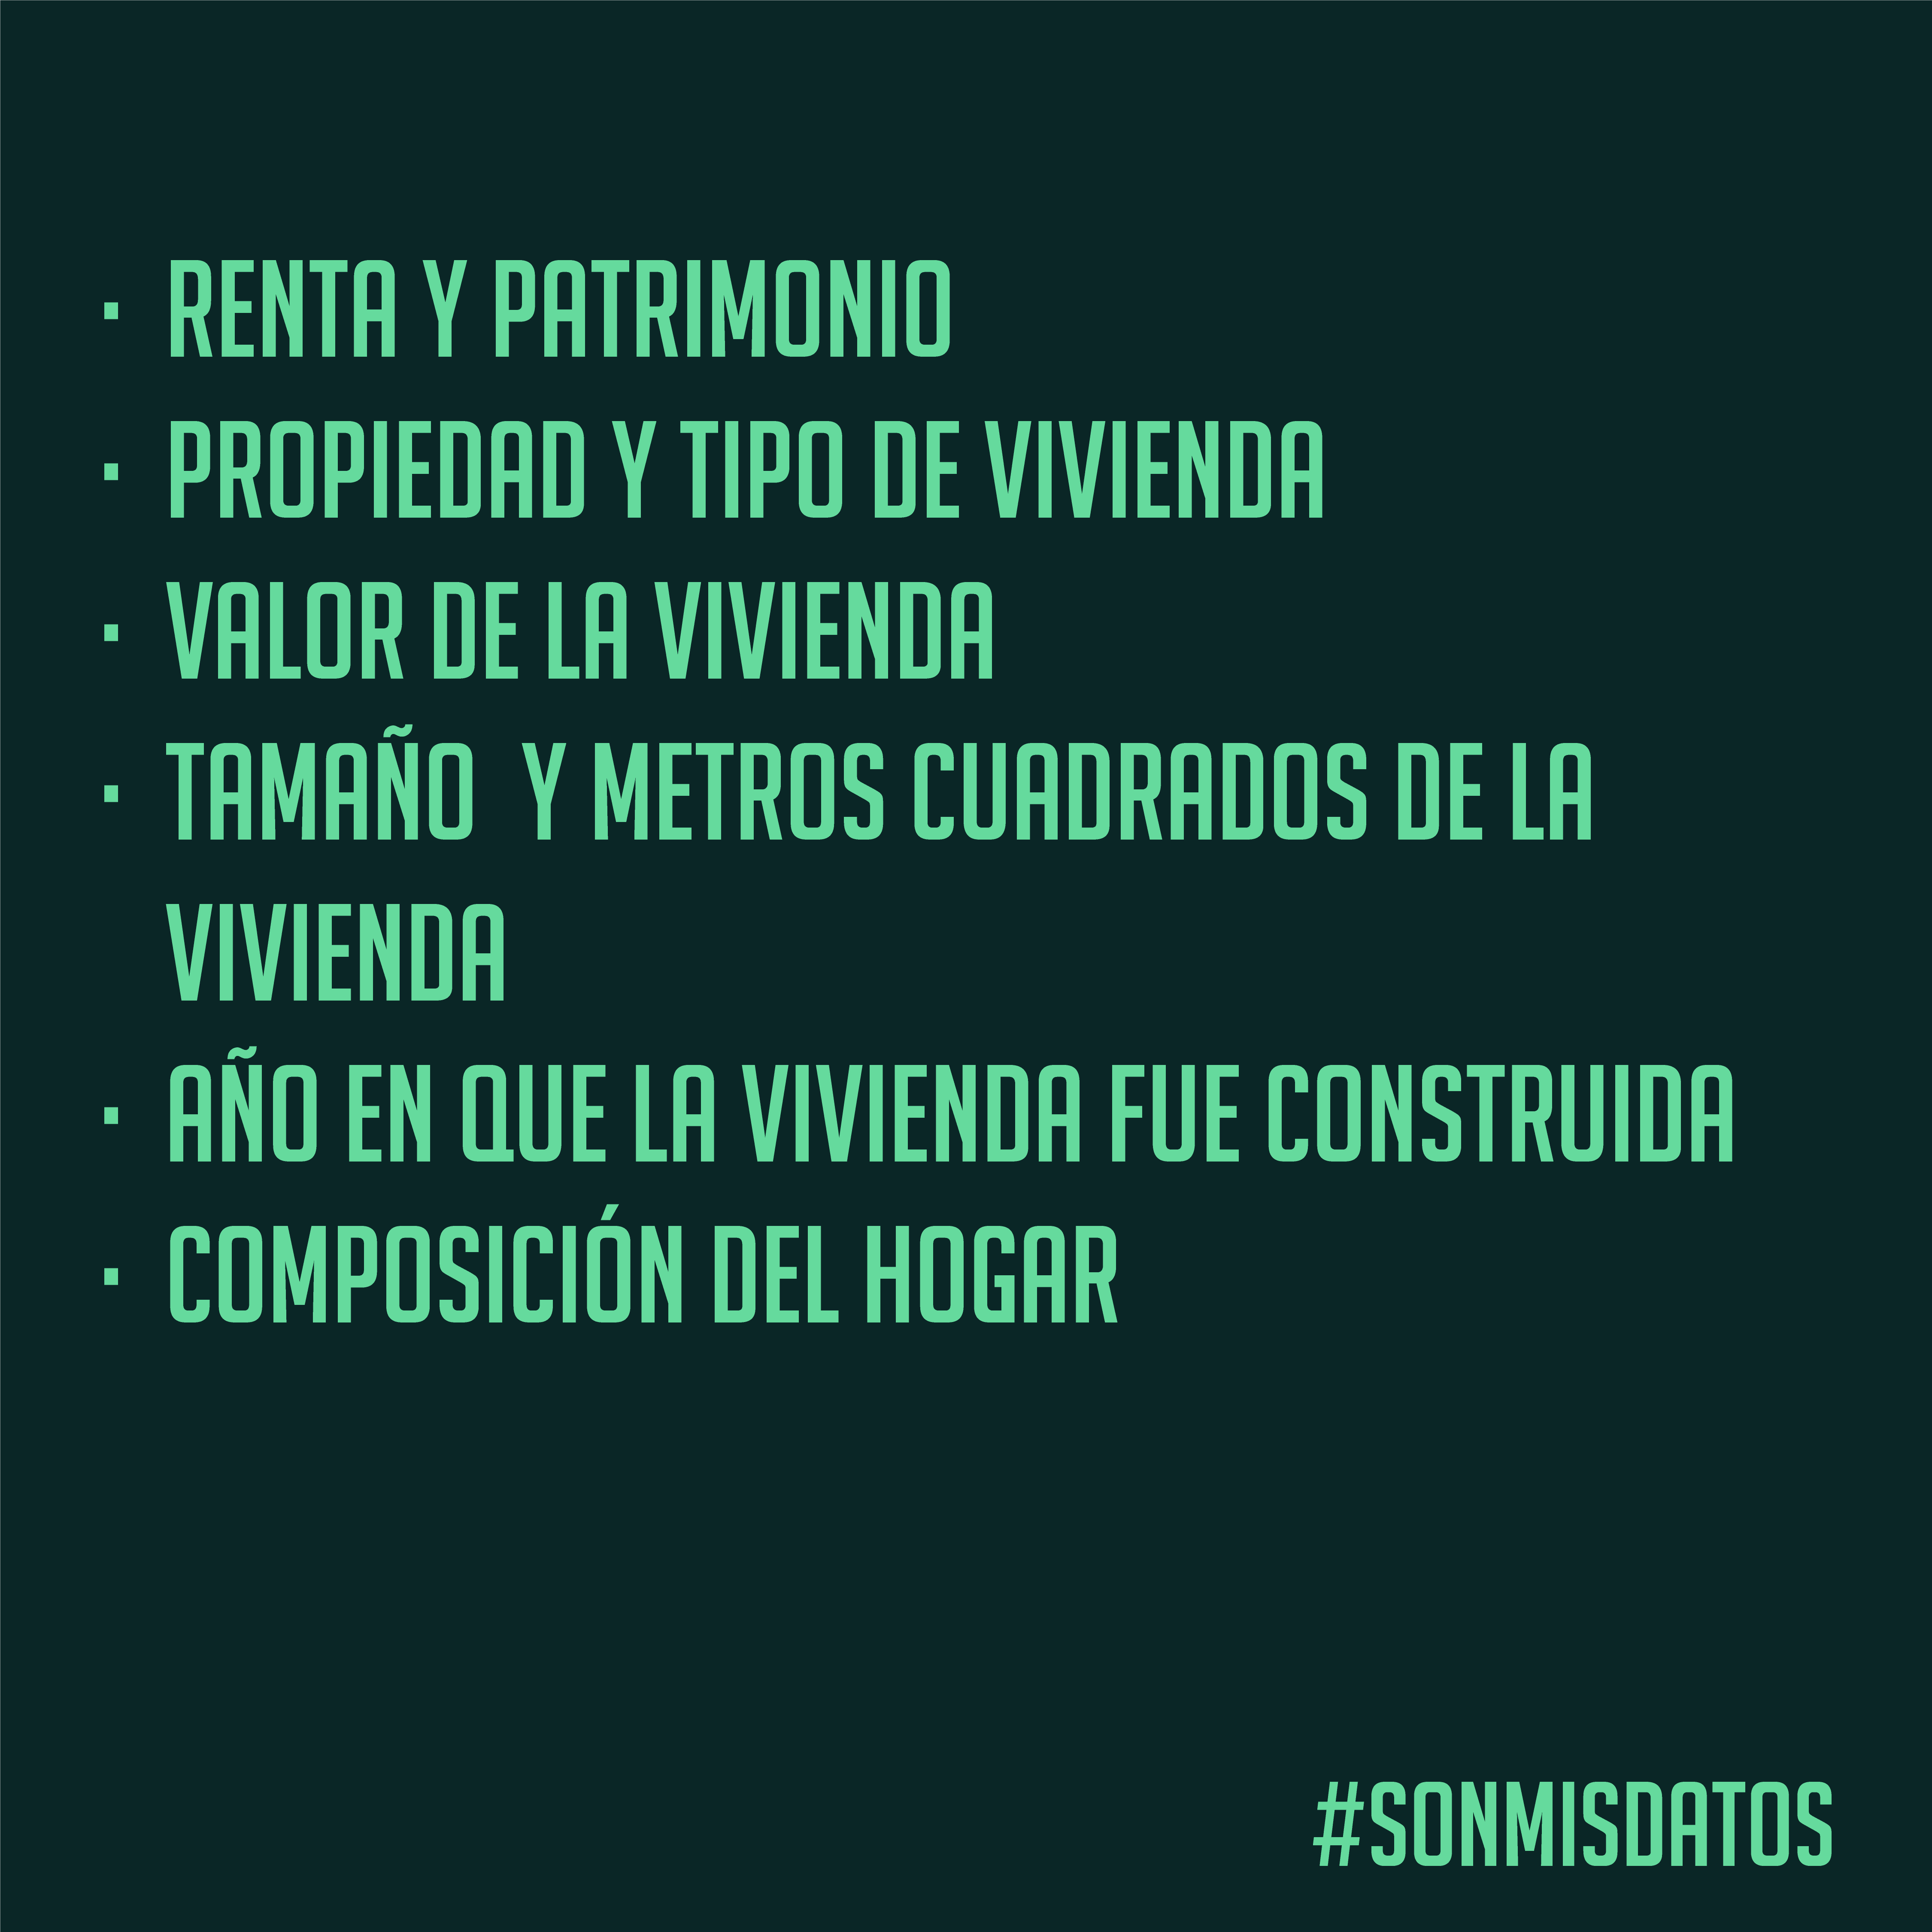 · RENTA Y PATRIMONIO
· PROPIEDAD Y TIPO DE VIVIENDA
· VALOR DE LA VIVIENDA
· TAMAÑO  Y METROS CUADRADOS DE LA
VIVIENDA
· AÑO EN QUE LA VIVIENDA FUE CONSTRUIDA
· COMPOSICIÓN DEL HOGAR
#SONMISDATOS